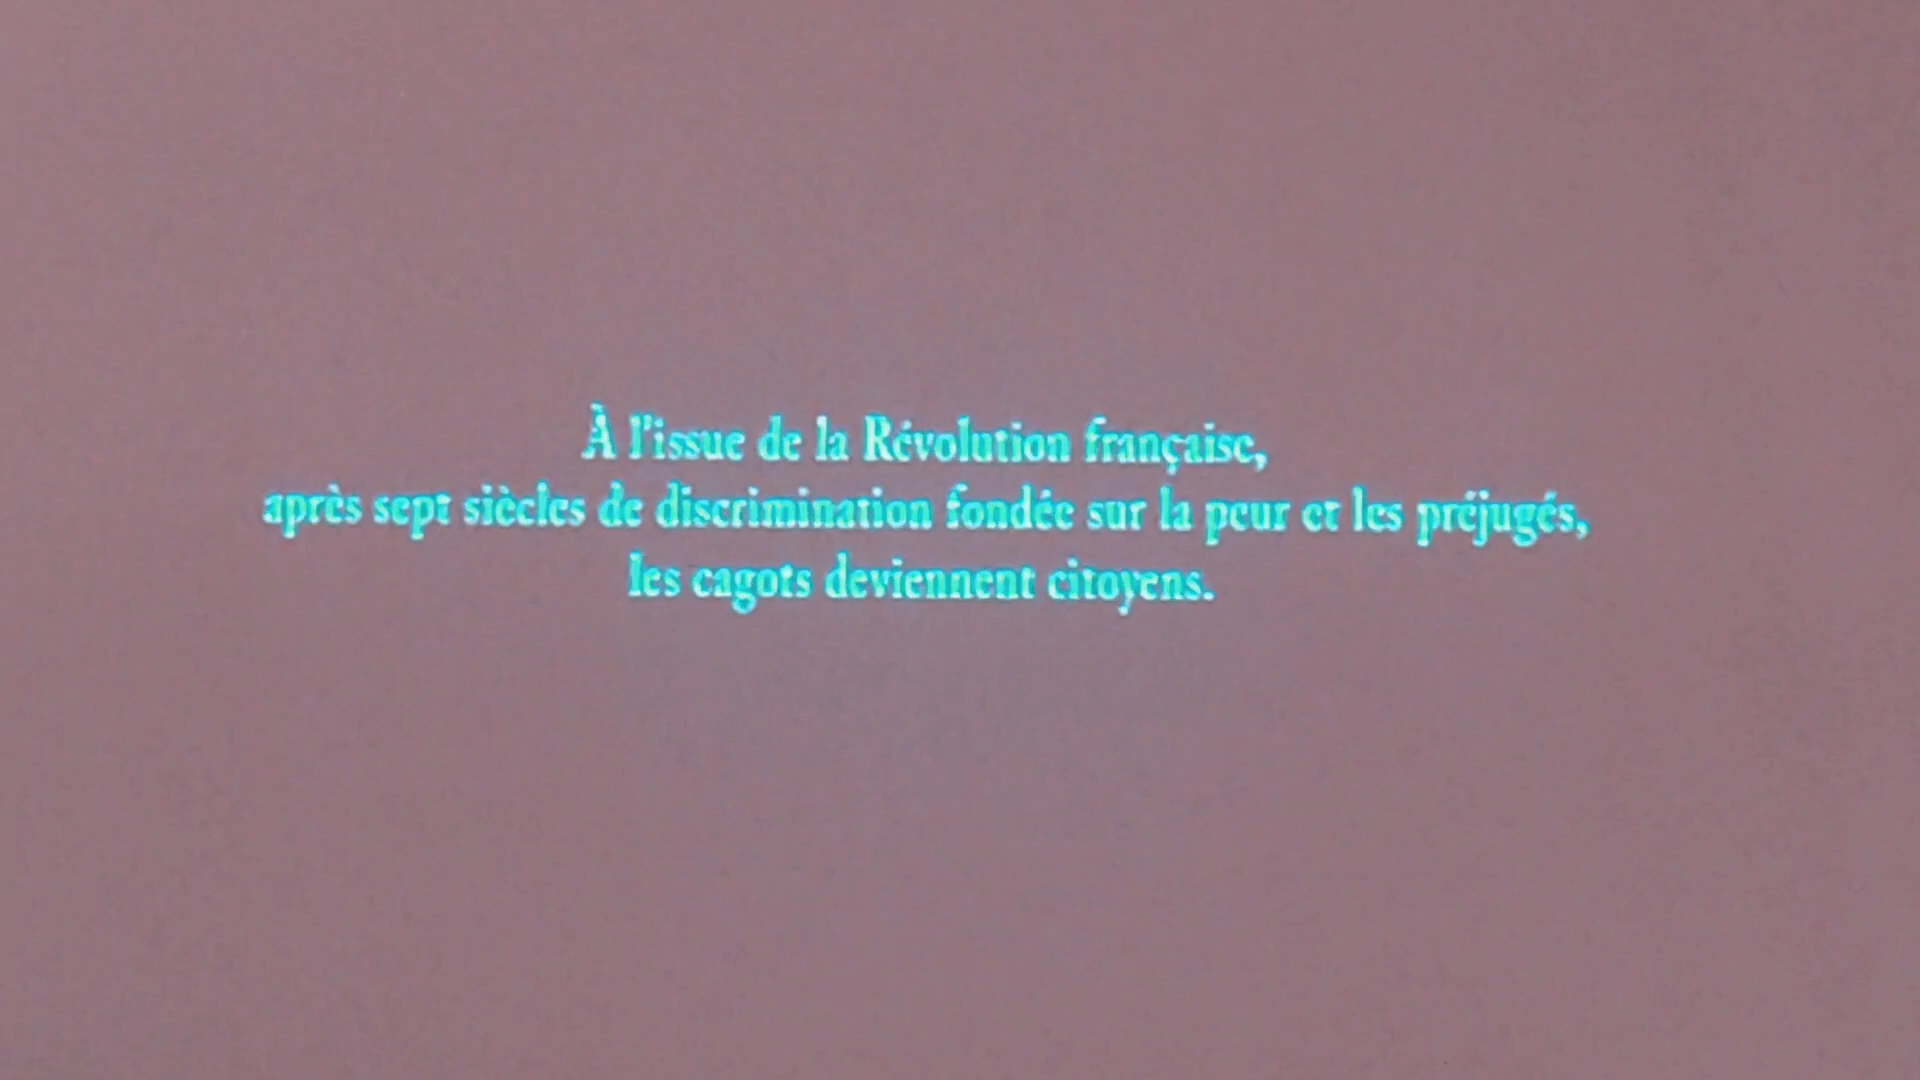 À l'issue de la Révolution française,
après sept siècles de discrimination fondée sur la peur et les préjugés,
les cagots deviennent citoyens.